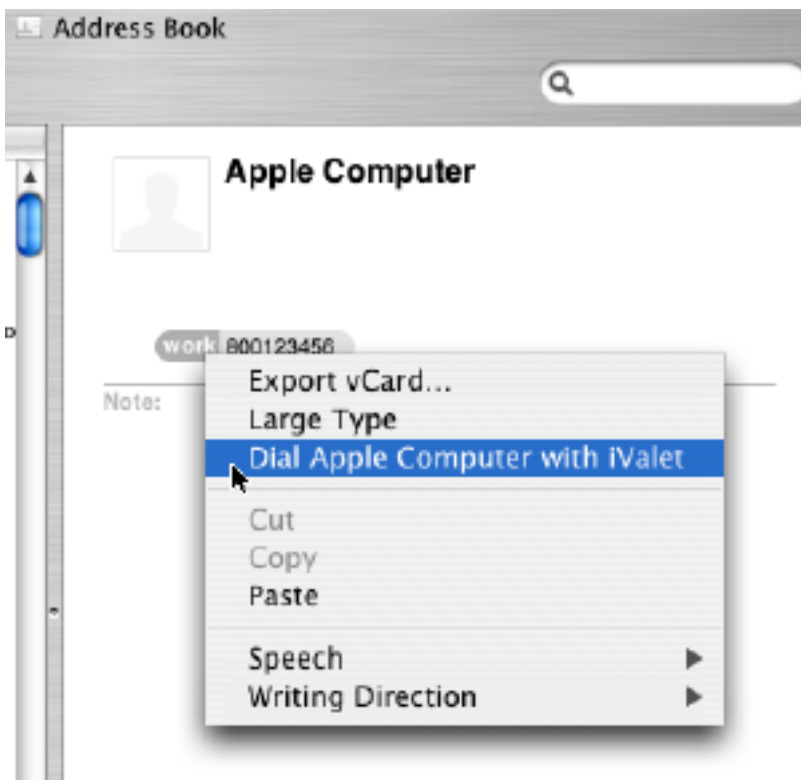 Address Book
Apple Computer
work 800123456
Note:
Export vCard...
Large Type
Dial Apple Computer with iValet
Cut
Copy
Paste
Speech
Writing Direction